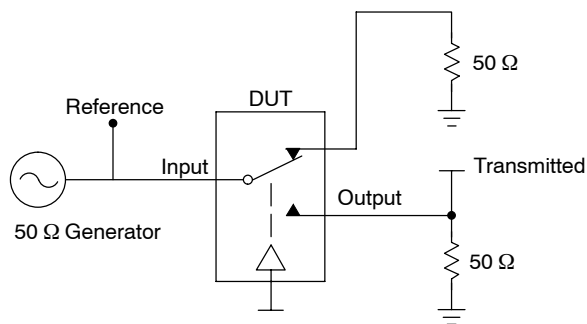 50 Ω
DUT
Reference
Input
Transmitted
Output
50 Ω Generator
50 Ω